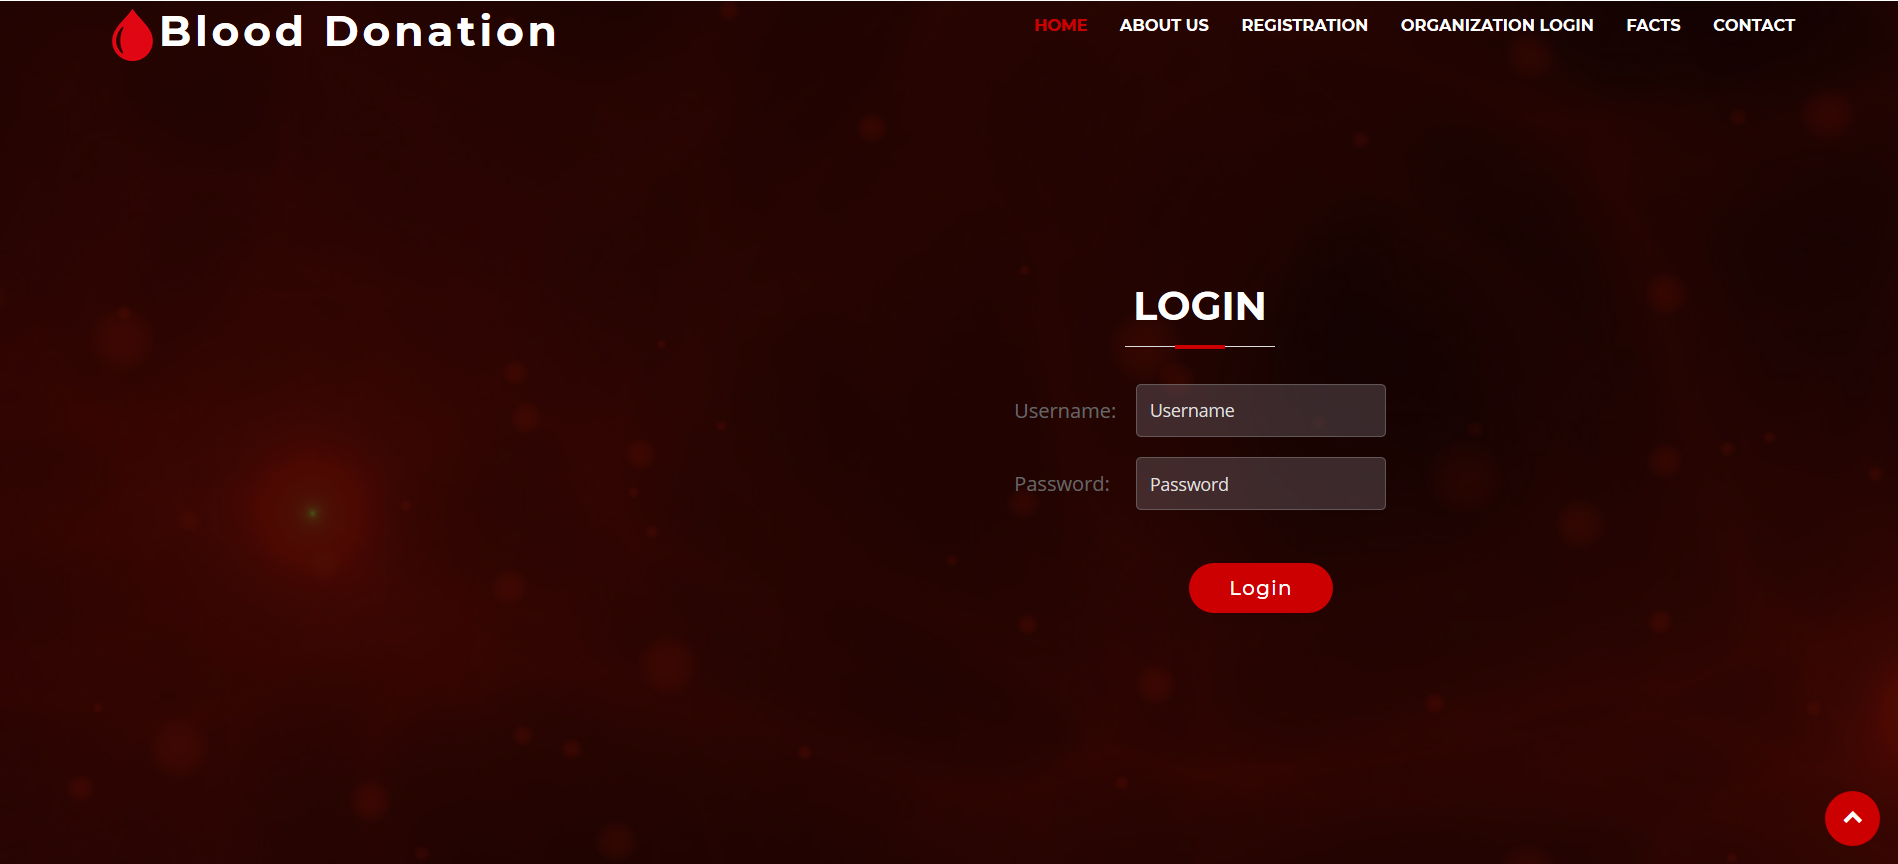 Blood Donation
HOME ABOUT US REGISTRATION ORGANIZATION LOGIN FACTS CONTACT
LOGIN
Username: Username
Password: Password
Login